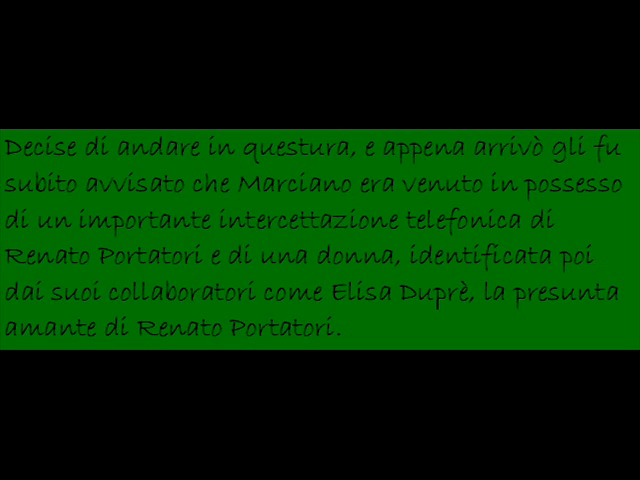 Decise di andare in questura, e appena arrivò gli fu
subito avvisato che Marciano era venuto in possesso
di un importante intercettazione telefonica di
Renato Portatori e di una donna, identificata poi
dai suoi collaboratori come Elisa Duprè, la presunta
amante di Renato Portatori.